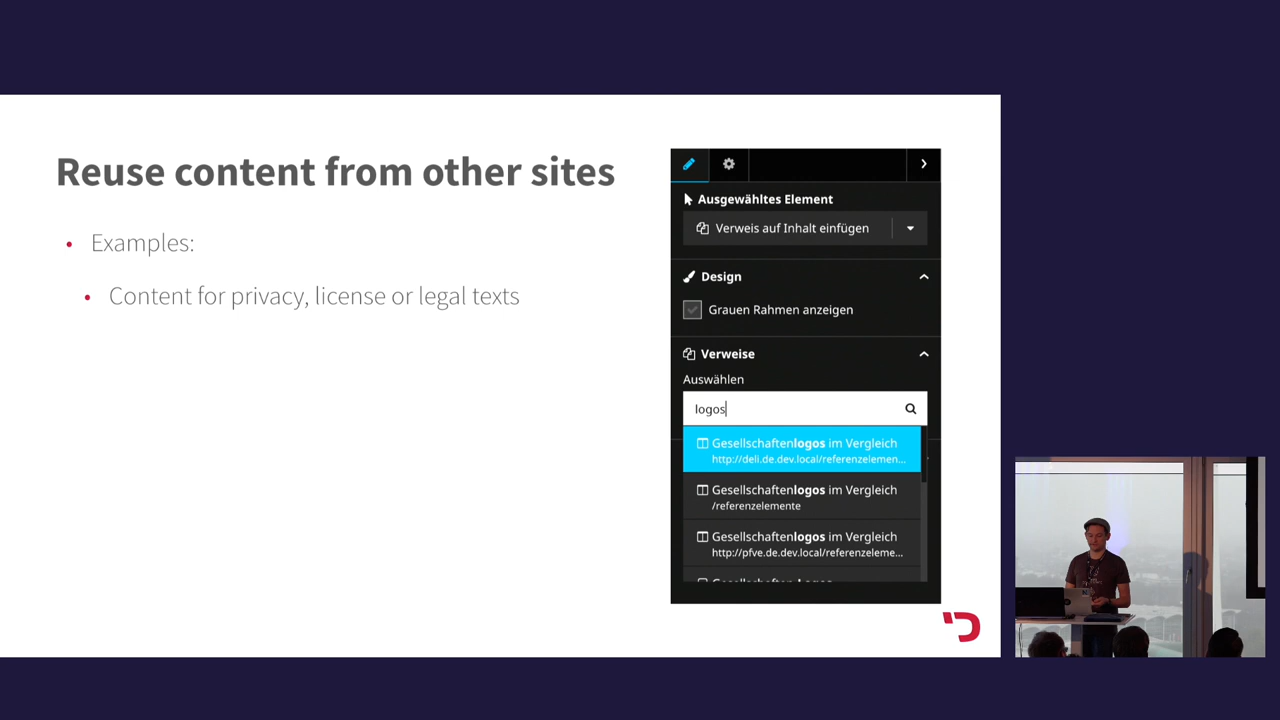 Reuse content from other sites
• Examples:
• Content for privacy, license or legal texts
Ausgewähltes Element
Verweis auf Inhalt einfügen
Design
Grauen Rahmen anzeigen
Verweise
Auswählen
logos
Gesellschaftenlogos im Vergleich
http://deli.de.dev.local/referenzelemen...
Gesellschaftenlogos im Vergleich
/referenzelemente
Gesellschaftenlogos im Vergleich
http://pfve.de.dev.local/referenzeleme...